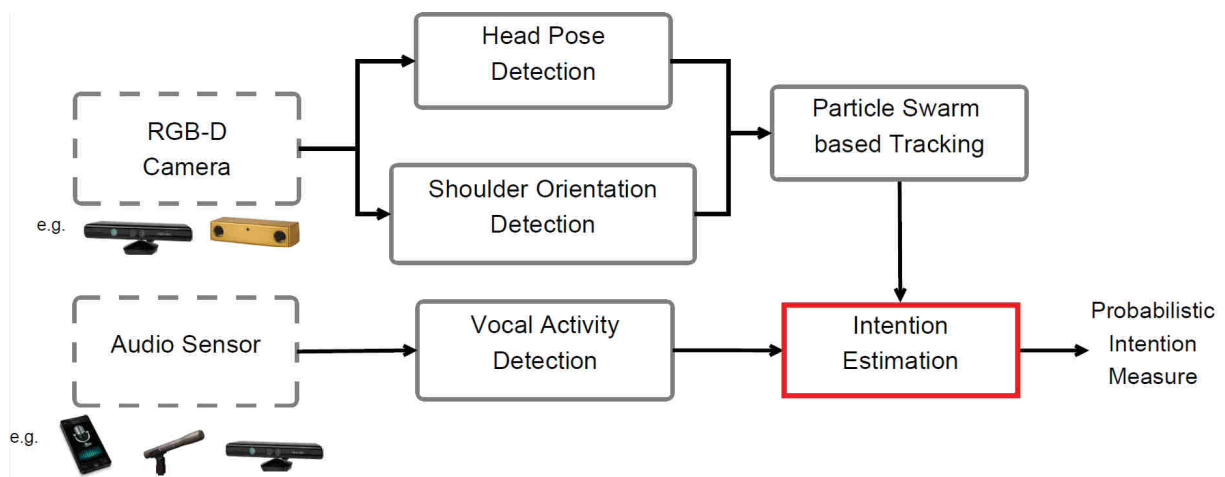 Head Pose
Detection
RGB-D
Camera
Particle Swarm
based Tracking
Shoulder Orientation
Detection
e.g.
Audio Sensor
Vocal Activity
Detection
Intention
Estimation
Probabilistic
Intention
Measure
e.g.